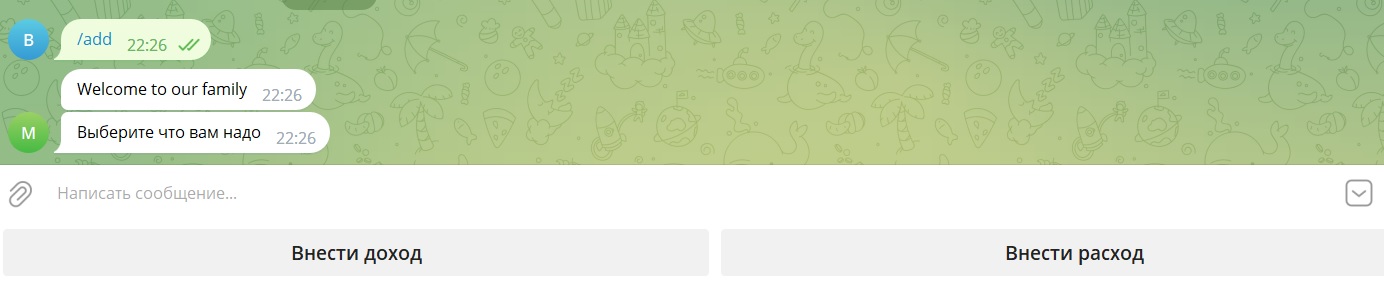 B
/add 22:26
Welcome to our family 22:26
M
Выберите что вам надо 22:26
Написать сообщение...
Внести доход
Внести расход